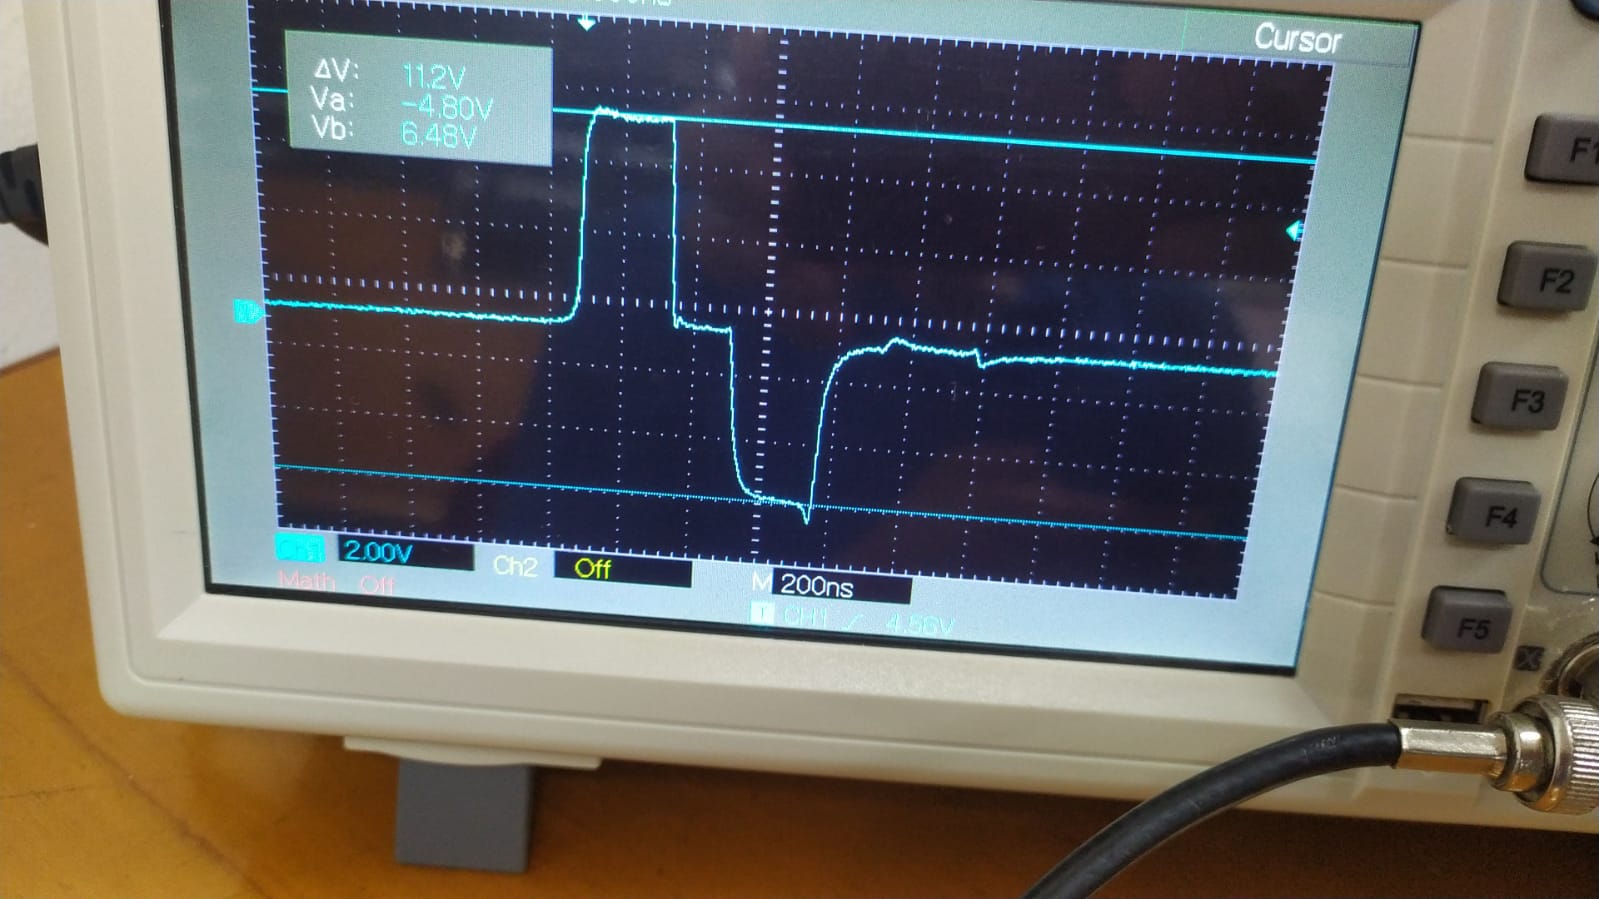 Cursor
ΔV: 11.2V
Va: -4.80V
Vb: 6.48V
F1
F2
F3
F4
F5
Ch1 2.00V Ch2 Off M 200ns
Math Off CH1 4.56V